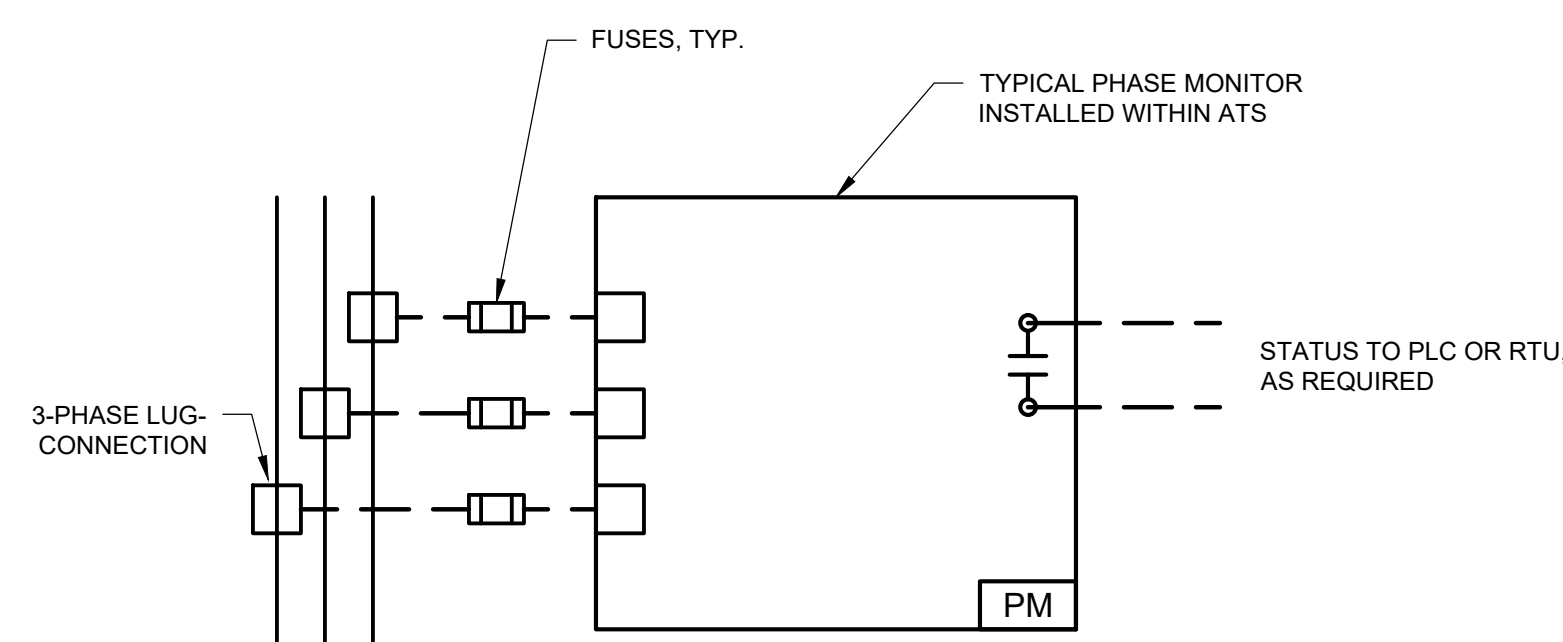 FUSES, TYP.
TYPICAL PHASE MONITOR
INSTALLED WITHIN ATS
STATUS TO PLC OR RTU,
AS REQUIRED
3-PHASE LUG-
CONNECTION
PM